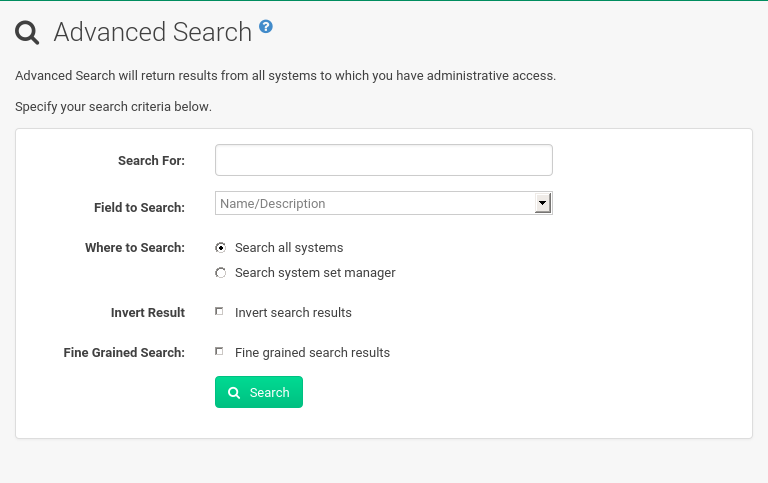 Advanced Search ?
Advanced Search will return results from all systems to which you have administrative access.
Specify your search criteria below.
Search For:
Field to Search: Name/Description
Where to Search: Search all systems
Search system set manager
Invert Result Invert search results
Fine Grained Search: Fine grained search results
Search